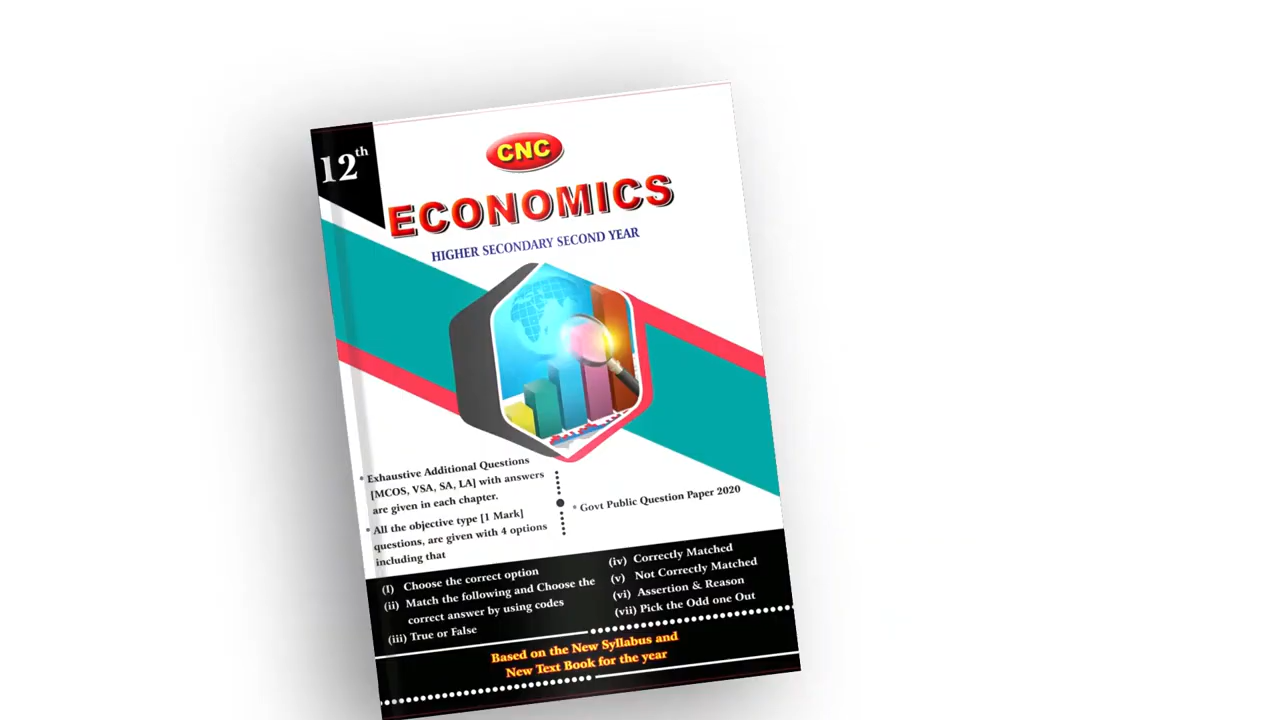 12th
CNC
ECONOMICS
HIGHER SECONDARY SECOND YEAR
* Exhaustive Additional Questions
[MCOS, VSA, SA, LA] with answers
are given in each chapter.
* All the objective type [1 Mark]
questions, are given with 4 options
including that
* Govt Public Question Paper 2020
(I) Choose the correct option
(ii) Match the following and Choose the
correct answer by using codes
(iii) True or False
(iv) Correctly Matched
(v) Not Correctly Matched
(vi) Assertion & Reason
(vii) Pick the Odd one Out
Based on the New Syllabus and
New Text Book for the year